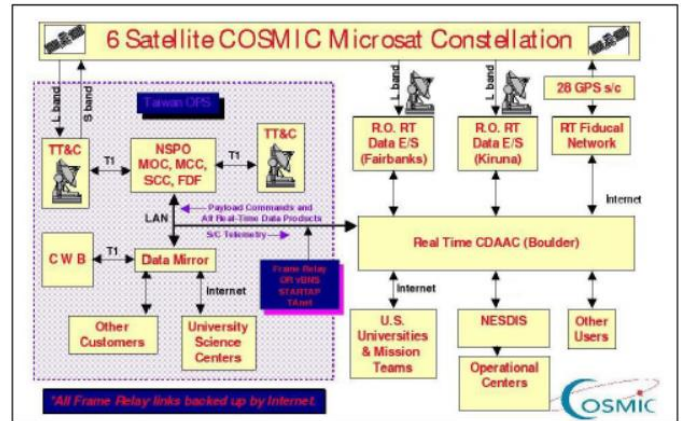 6 Satellite COSMIC Microsat Constellation
L band
S band
L band
L band
28 GPS s/c
Taiwan OPS
TT&C
T1
NSPO
MOC, MCC,
SCC, FDF
T1
TT&C
R.O. RT
Data E/S
(Fairbanks)
R.O. RT
Data E/S
(Kiruna)
RT Fiducal
Network
Internet
LAN
Payload Commands and
All Real-Time Data Products
S/C Telemetry
Real Time CDAAC (Boulder)
C W B
T1
Data Mirror
Internet
Frame Relay
OR vBNS
STARTAP
TAnet
Internet
Other
Customers
University
Science
Centers
U.S.
Universities
& Mission
Teams
NESDIS
Operational
Centers
Other
Users
*All Frame Relay links backed up by Internet.
COSMIC